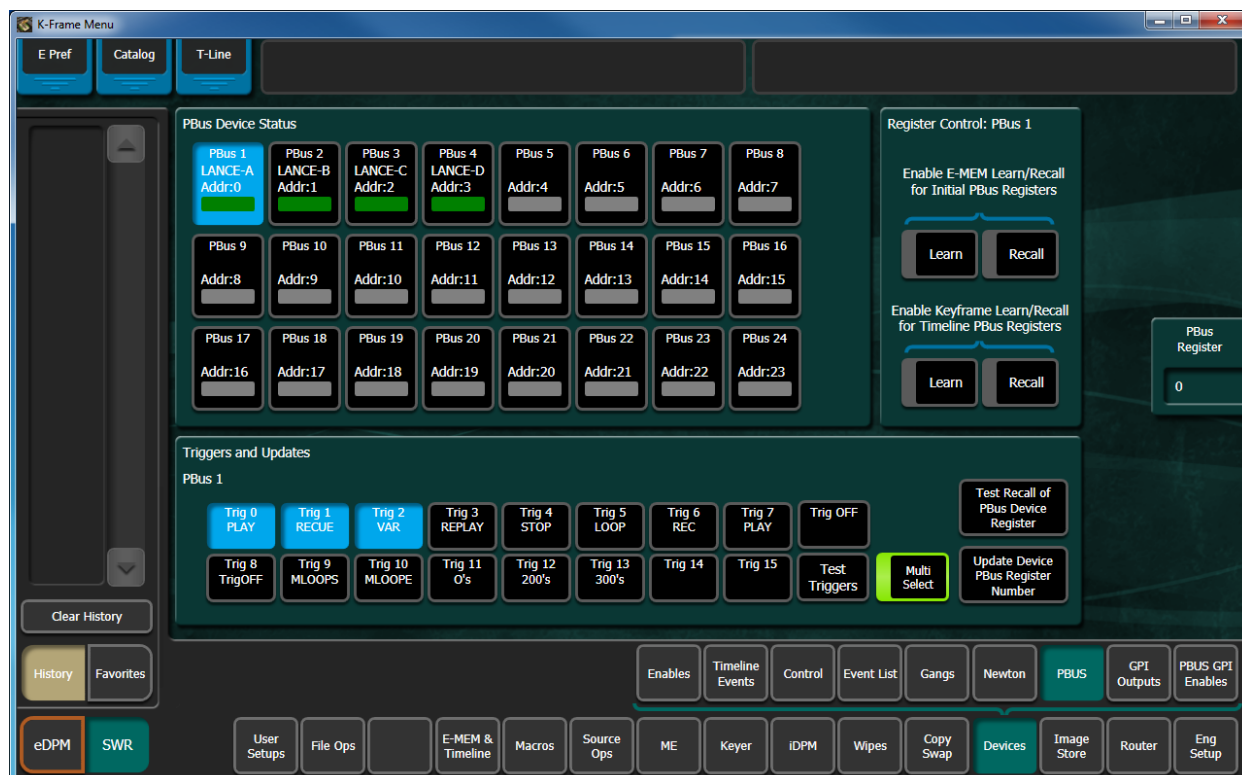 K-Frame Menu
E Pref
Catalog
T-Line
PBus Device Status
PBus 1
LANCE-A
Addr:0
PBus 2
LANCE-B
Addr:1
PBus 3
LANCE-C
Addr:2
PBus 4
LANCE-D
Addr:3
PBus 5
Addr:4
PBus 6
Addr:5
PBus 7
Addr:6
PBus 8
Addr:7
PBus 9
Addr:8
PBus 10
Addr:9
PBus 11
Addr:10
PBus 12
Addr:11
PBus 13
Addr:12
PBus 14
Addr:13
PBus 15
Addr:14
PBus 16
Addr:15
PBus 17
Addr:16
PBus 18
Addr:17
PBus 19
Addr:18
PBus 20
Addr:19
PBus 21
Addr:20
PBus 22
Addr:21
PBus 23
Addr:22
PBus 24
Addr:23
Register Control: PBus 1
Enable E-MEM Learn/Recall
for Initial PBus Registers
Learn
Recall
Enable Keyframe Learn/Recall
for Timeline PBus Registers
Learn
Recall
PBus
Register
0
Triggers and Updates
PBus 1
Trig 0
PLAY
Trig 1
RECUE
Trig 2
VAR
Trig 3
REPLAY
Trig 4
STOP
Trig 5
LOOP
Trig 6
REC
Trig 7
PLAY
Trig OFF
Test Recall of
PBus Device
Register
Trig 8
TrigOFF
Trig 9
MLOOPS
Trig 10
MLOOPE
Trig 11
O's
Trig 12
200's
Trig 13
300's
Trig 14
Trig 15
Test
Triggers
Multi
Select
Update Device
PBus Register
Number
Clear History
History
Favorites
Enables
Timeline
Events
Control
Event List
Gangs
Newton
PBUS
GPI
Outputs
PBUS GPI
Enables
eDPM
SWR
User
Setups
File Ops
E-MEM &
Timeline
Macros
Source
Ops
ME
Keyer
iDPM
Wipes
Copy
Swap
Devices
Image
Store
Router
Eng
Setup